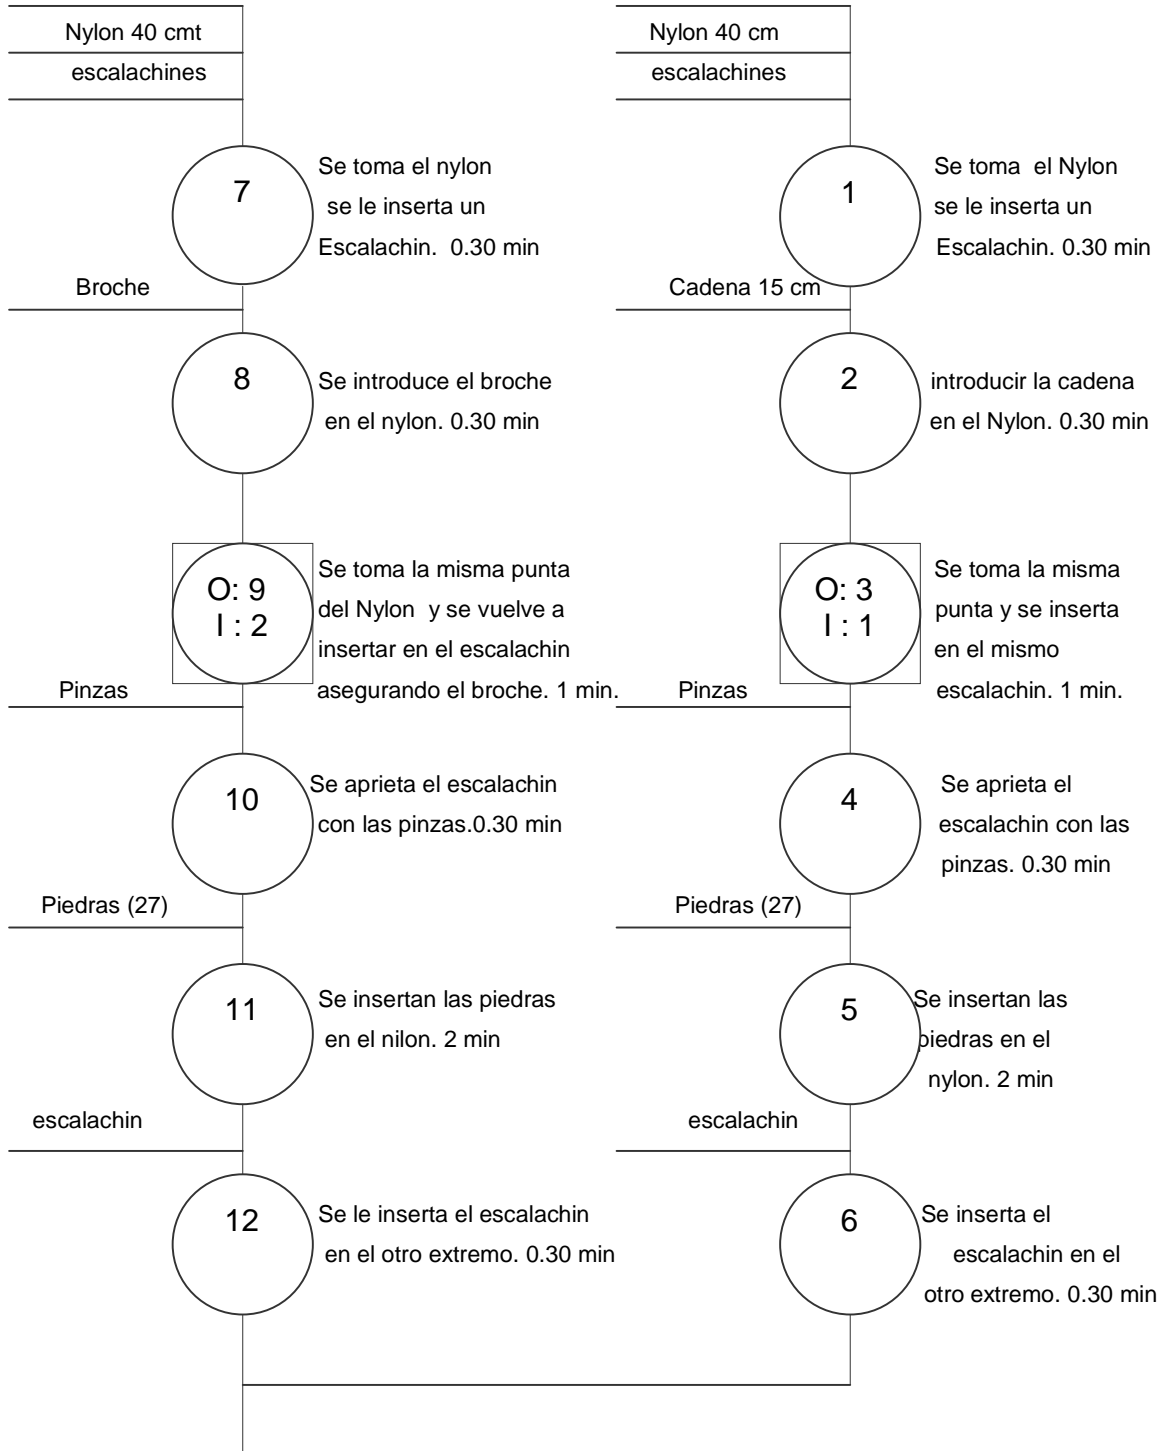 Nylon 40 cmt
escalachines
7
Se toma el nylon
se le inserta un
Escalachin. 0.30 min
Broche
8
Se introduce el broche
en el nylon. 0.30 min
O: 9
I : 2
Se toma la misma punta
del Nylon y se vuelve a
insertar en el escalachin
asegurando el broche. 1 min.
Pinzas
10
Se aprieta el escalachin
con las pinzas.0.30 min
Piedras (27)
11
Se insertan las piedras
en el nilon. 2 min
escalachin
12
Se le inserta el escalachin
en el otro extremo. 0.30 min
Nylon 40 cm
escalachines
1
Se toma el Nylon
se le inserta un
Escalachin. 0.30 min
Cadena 15 cm
2
introducir la cadena
en el Nylon. 0.30 min
O: 3
I : 1
Se toma la misma
punta y se inserta
en el mismo
escalachin. 1 min.
Pinzas
4
Se aprieta el
escalachin con las
pinzas. 0.30 min
Piedras (27)
5
Se insertan las
piedras en el
nylon. 2 min
escalachin
6
Se inserta el
escalachin en el
otro extremo. 0.30 min